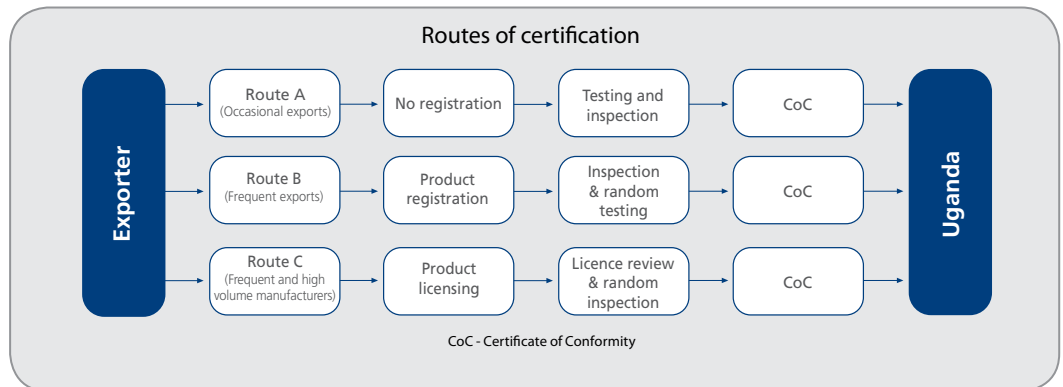 Routes of certification
Exporter
Route A
(Occasional exports)
No registration
Testing and
inspection
CoC
Route B
(Frequent exports)
Product
registration
Inspection
& random
testing
CoC
Route C
(Frequent and high
volume manufacturers)
Product
licensing
Licence review
& random
inspection
CoC
Uganda
CoC - Certificate of Conformity